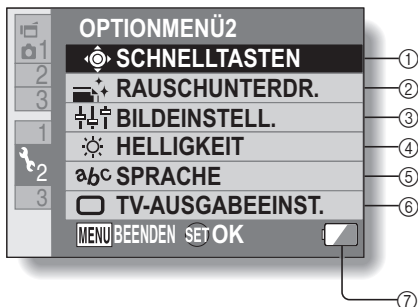 OPTIONMENÜ2
1
SCHNELLTASTEN
①
2
RAUSCHUNTERDR.
②
3
BILDEINSTELL.
③
1
HELLIGKEIT
④
2
abc SPRACHE
⑤
3
TV-AUSGABEEINST.
⑥
MENU BEENDEN SET OK
⑦